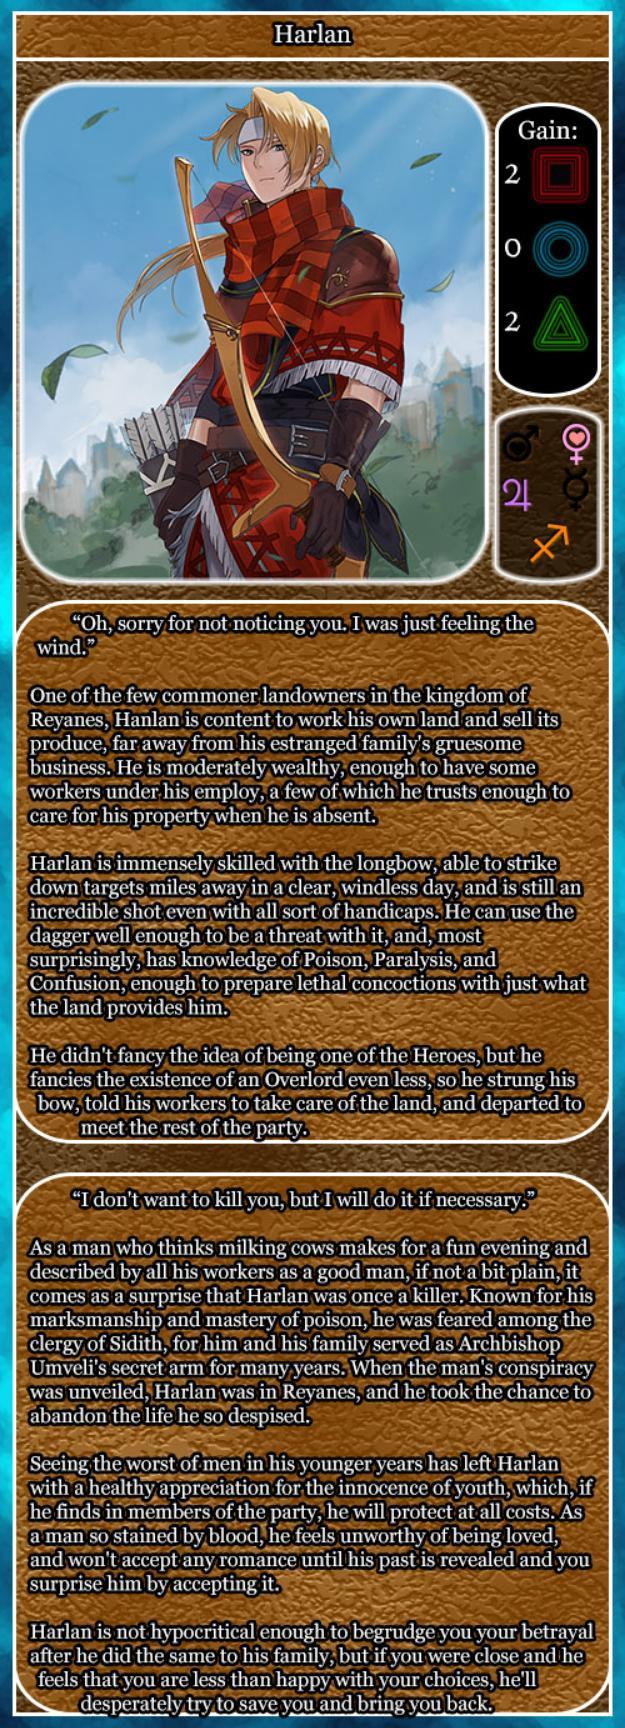 Harlan
Gain:
2
0
2
“Oh, sorry for not noticing you. I was just feeling the
wind.”
One of the few commoner landowners in the kingdom of
Reyanes, Hanlan is content to work his own land and sell its
produce, far away from his estranged family's gruesome
business. He is moderately wealthy, enough to have some
workers under his employ, a few of which he trusts enough to
care for his property when he is absent.
Harlan is immensely skilled with the longbow, able to strike
down targets miles away in a clear, windless day, and is still an
incredible shot even with all sort of handicaps. He can use the
dagger well enough to be a threat with it, and, most
surprisingly, has knowledge of Poison, Paralysis, and
Confusion, enough to prepare lethal concoctions with just what
the land provides him.
He didn't fancy the idea of being one of the Heroes, but he
fancies the existence of an Overlord even less, so he strung his
bow, told his workers to take care of the land, and departed to
meet the rest of the party.
“I don't want to kill you, but I will do it if necessary.”
As a man who thinks milking cows makes for a fun evening and
described by all his workers as a good man, if not a bit plain, it
comes as a surprise that Harlan was once a killer. Known for his
marksmanship and mastery of poison, he was feared among the
clergy of Sidith, for him and his family served as Archbishop
Umveli's secret arm for many years. When the man's conspiracy
was unveiled, Harlan was in Reyanes, and he took the chance to
abandon the life he so despised.
Seeing the worst of men in his younger years has left Harlan
with a healthy appreciation for the innocence of youth, which, if
he finds in members of the party, he will protect at all costs. As
a man so stained by blood, he feels unworthy of being loved,
and won't accept any romance until his past is revealed and you
surprise him by accepting it.
Harlan is not hypocritical enough to begrudge you your betrayal
after he did the same to his family, but if you were close and he
feels that you are less than happy with your choices, he'll
desperately try to save you and bring you back.